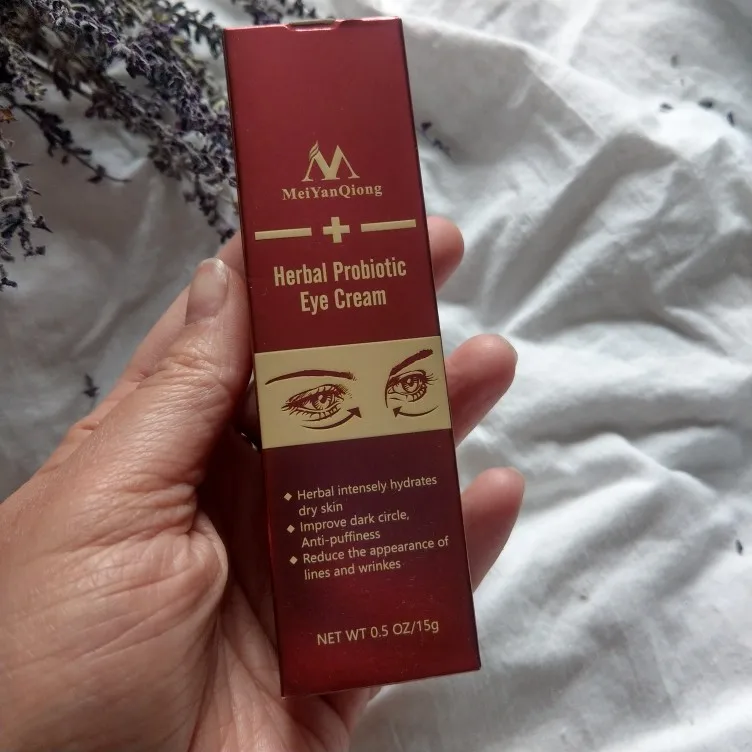 MeiYanQiong
Herbal Probiotic
Eye Cream
◆ Herbal intensely hydrates
dry skin
◆ Improve dark circle,
Anti-puffiness
◆ Reduce the appearance of
lines and wrinkes
NET WT 0.5 OZ/15g